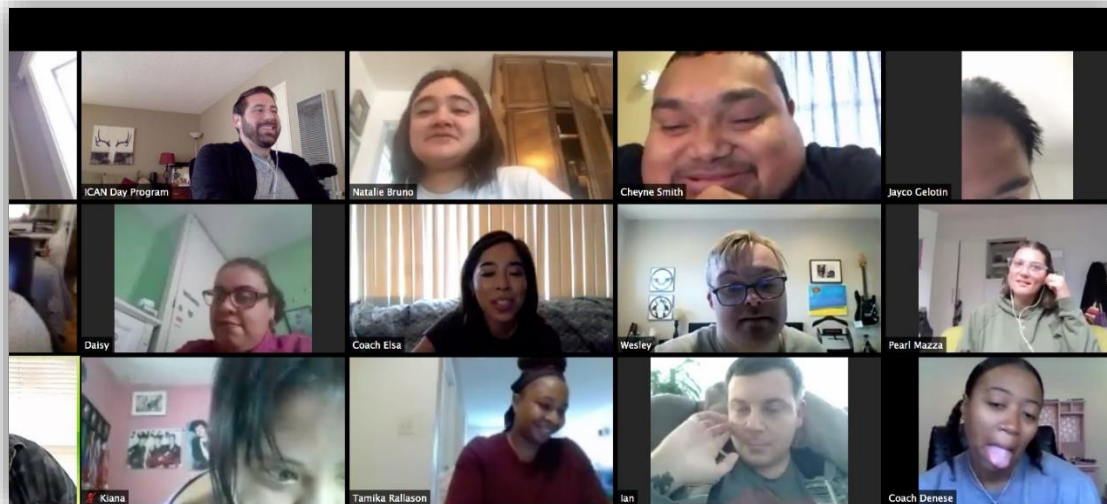 ICAN Day Program
Natalie Bruno
Cheyne Smith
Jayco Gelotin
Daisy
Coach Elsa
Wesley
Pearl Mazza
Kiana
Tamika Rallason
Ian
Coach Denese